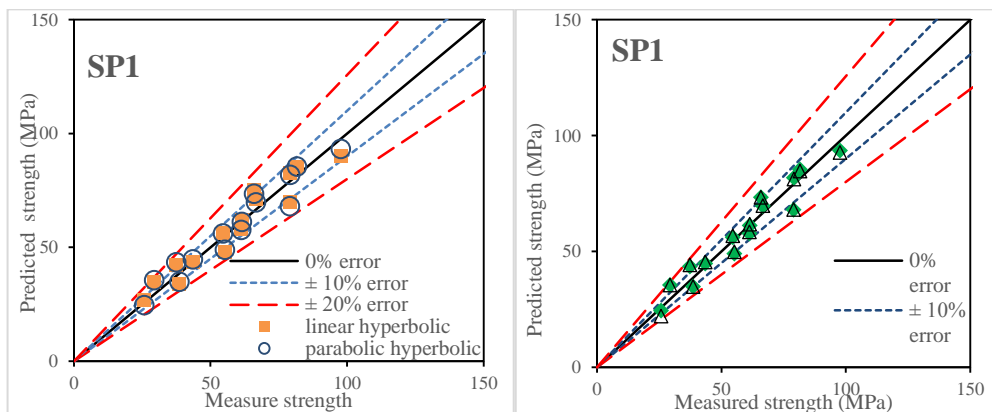 150
100
50
0
Predicted strength (MPa)
SP1
0% error
± 10% error
± 20% error
linear hyperbolic
parabolic hyperbolic
0 50 100 150
Measure strength
150
100
50
0
Predicted strength (MPa)
SP1
0%
error
± 10%
error
0 50 100 150
Measured strength (MPa)